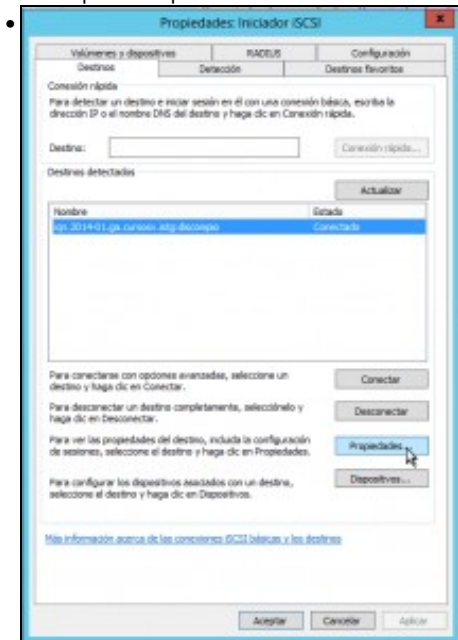 Propiedades: Iniciador iSCSI
Volúmenes y dispositivos
RADIUS
Configuración
Destinos
Detección
Destinos favoritos
Conexión rápida
Para detectar un destino e iniciar sesión en él con una conexión básica, escriba la
dirección IP o el nombre DNS del destino y haga clic en Conexión rápida.
Destino:
Conexión rápida...
Destinos detectados
Actualizar
Nombre
Estado
Conectado
Para conectarse con opciones avanzadas, seleccione un
destino y haga clic en Conectar.
Conectar
Para desconectar un destino completamente, selecciónelo y
haga clic en Desconectar.
Desconectar
Para ver las propiedades del destino, incluida la configuración
de sesiones, seleccione el destino y haga clic en Propiedades.
Propiedades...
Para configurar los dispositivos asociados con un destino,
seleccione el destino y haga clic en Dispositivos.
Dispositivos...
Más información acerca de las conexiones iSCSI básicas y los destinos
Aceptar
Cancelar
Aplicar